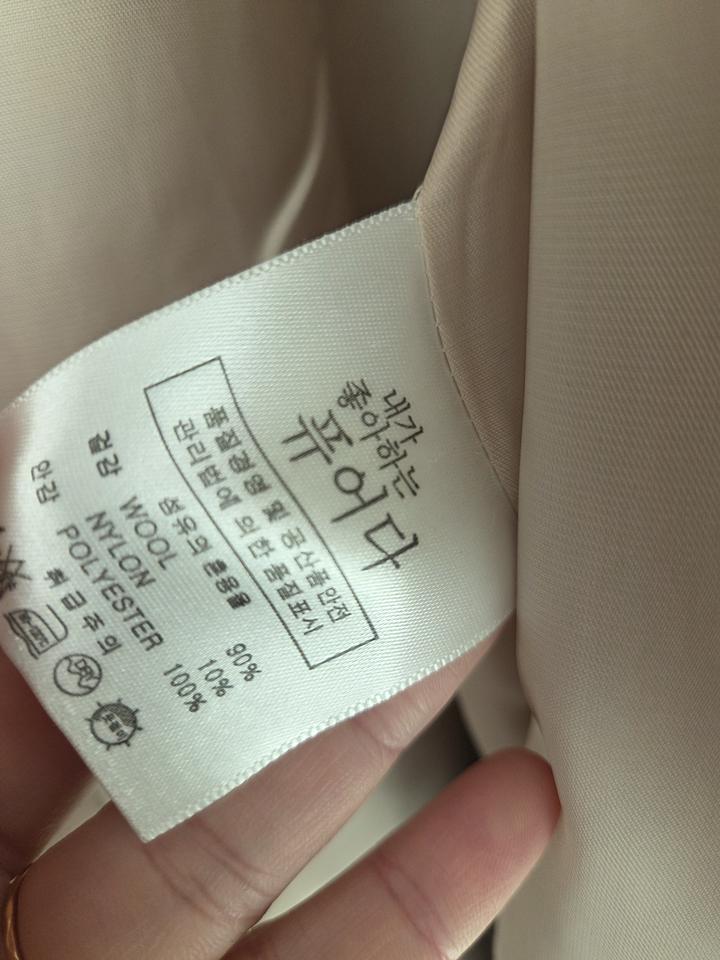 내가
좋아하는
퓨어다
품질경영 및 공산품안전
관리법에 의한 품질표시
섬유의 혼용율
겉감 WOOL 90%
NYLON 10%
안감 POLYESTER 100%
취급주의